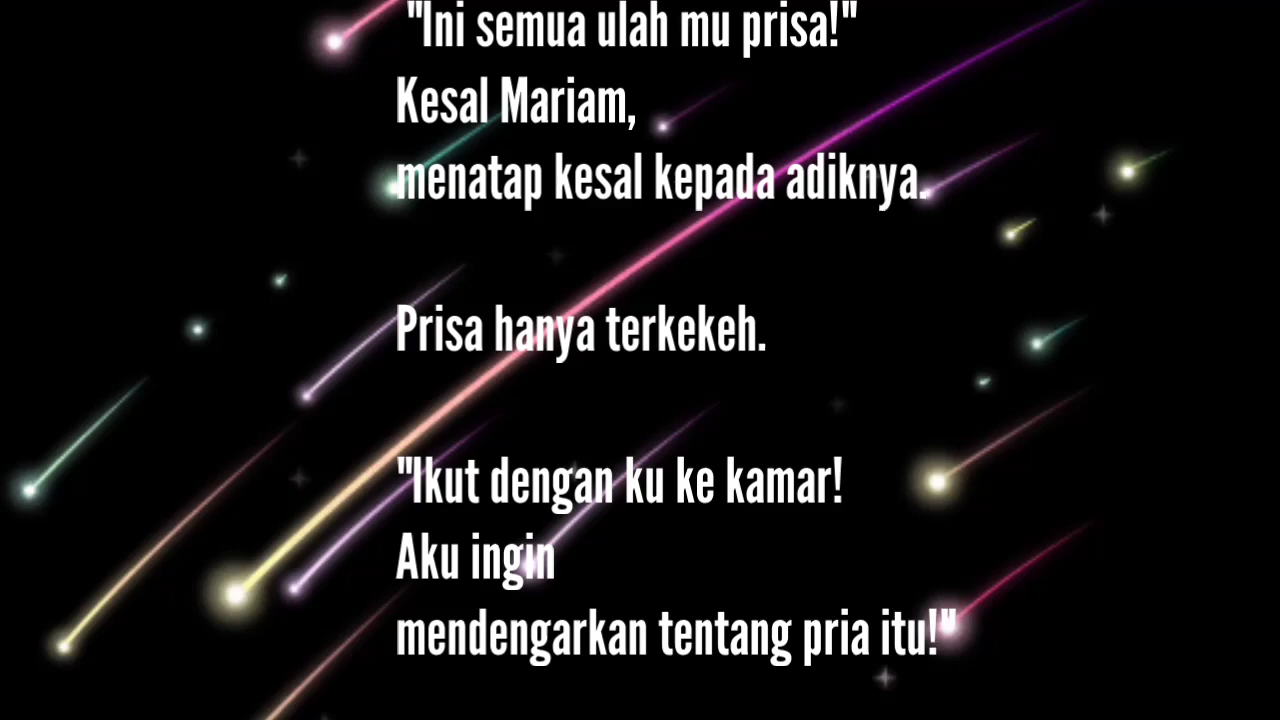 "Ini semua ulah mu prisa!"
Kesal Mariam,
menatap kesal kepada adiknya.
Prisa hanya terkekeh.
"Ikut dengan ku ke kamar!
Aku ingin
mendengarkan tentang pria itu!"